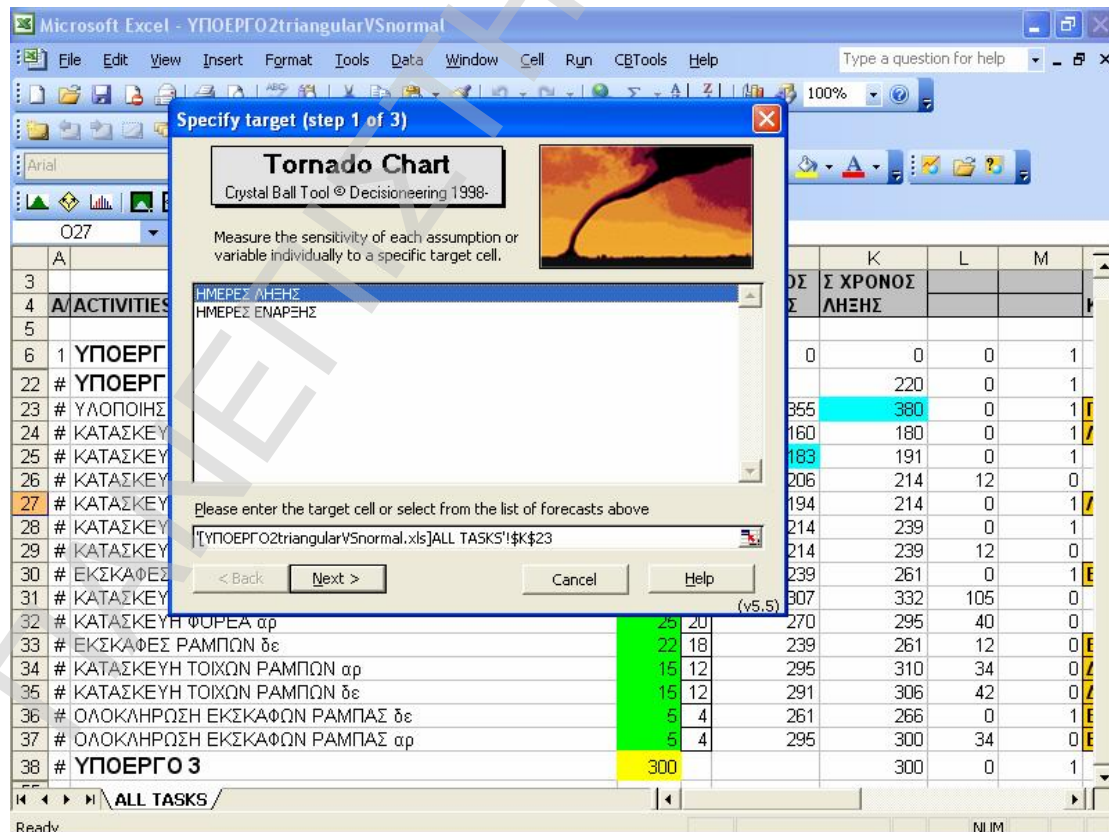 Microsoft Excel - ΥΠΟΕΡΓΟ2triangularVSnormal
File Edit View Insert Format Tools Data Window Cell Run CBTools Help Type a question for help
100%
Arial
O27
Specify target (step 1 of 3)
Tornado Chart
Crystal Ball Tool © Decisioneering 1998-
Measure the sensitivity of each assumption or
variable individually to a specific target cell.
ΗΜΕΡΕΣ ΛΗΞΗΣ
ΗΜΕΡΕΣ ΕΝΑΡΞΗΣ
Please enter the target cell or select from the list of forecasts above
'[ΥΠΟΕΡΓΟ2triangularVSnormal.xls]ALL TASKS'!$K$23
< Back Next > Cancel Help
(v5.5)
A K L M
3 ΟΣ Σ ΧΡΟΝΟΣ
4 Α/ ACTIVITIES Σ ΛΗΞΗΣ
5
6 1 ΥΠΟΕΡΓ 0 0 0 1
22 # ΥΠΟΕΡΓ 220 0 1
23 # ΥΛΟΠΟΙΗΣ 355 380 0 1
24 # ΚΑΤΑΣΚΕΥ 160 180 0 1
25 # ΚΑΤΑΣΚΕΥ 183 191 0 1
26 # ΚΑΤΑΣΚΕΥ 206 214 12 0
27 # ΚΑΤΑΣΚΕΥ 194 214 0 1
28 # ΚΑΤΑΣΚΕΥ 214 239 0 1
29 # ΚΑΤΑΣΚΕΥ 214 239 12 0
30 # ΕΚΣΚΑΦΕΣ 239 261 0 1 Ε
31 # ΚΑΤΑΣΚΕΥ 307 332 105 0
32 # ΚΑΤΑΣΚΕΥΗ ΦΟΡΕΑ αρ 25 20 270 295 40 0
33 # ΕΚΣΚΑΦΕΣ ΡΑΜΠΩΝ δε 22 18 239 261 12 0 Ε
34 # ΚΑΤΑΣΚΕΥΗ ΤΟΙΧΩΝ ΡΑΜΠΩΝ αρ 15 12 295 310 34 0
35 # ΚΑΤΑΣΚΕΥΗ ΤΟΙΧΩΝ ΡΑΜΠΩΝ δε 15 12 291 306 42 0
36 # ΟΛΟΚΛΗΡΩΣΗ ΕΚΣΚΑΦΩΝ ΡΑΜΠΑΣ δε 5 4 261 266 0 1 Ε
37 # ΟΛΟΚΛΗΡΩΣΗ ΕΚΣΚΑΦΩΝ ΡΑΜΠΑΣ αρ 5 4 295 300 34 0 Ε
38 # ΥΠΟΕΡΓΟ 3 300 300 0 1
ALL TASKS
Ready NUM